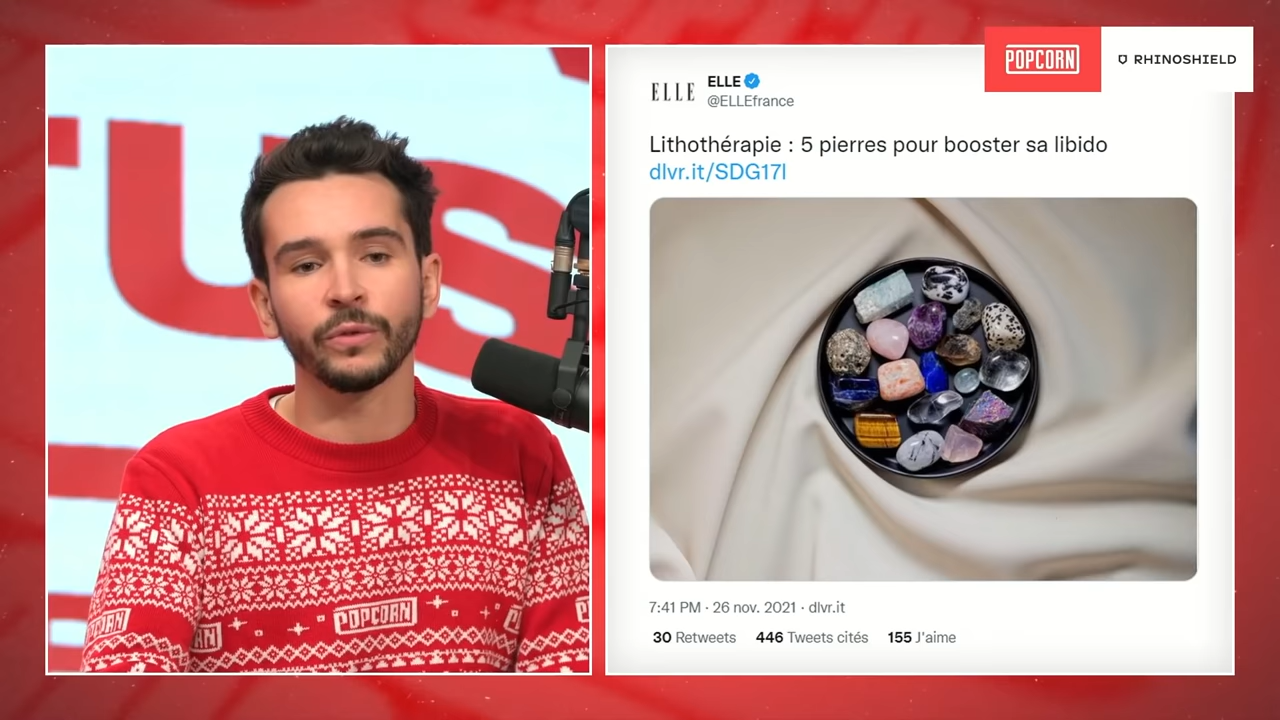 POPCORN
RHINOSHIELD
TUS
POPCORN
ELLE
ELLE
@ELLEfrance
Lithothérapie : 5 pierres pour booster sa libido
dlvr.it/SDG17l
7:41 PM · 26 nov. 2021 · dlvr.it
30 Retweets 446 Tweets cités 155 J'aime